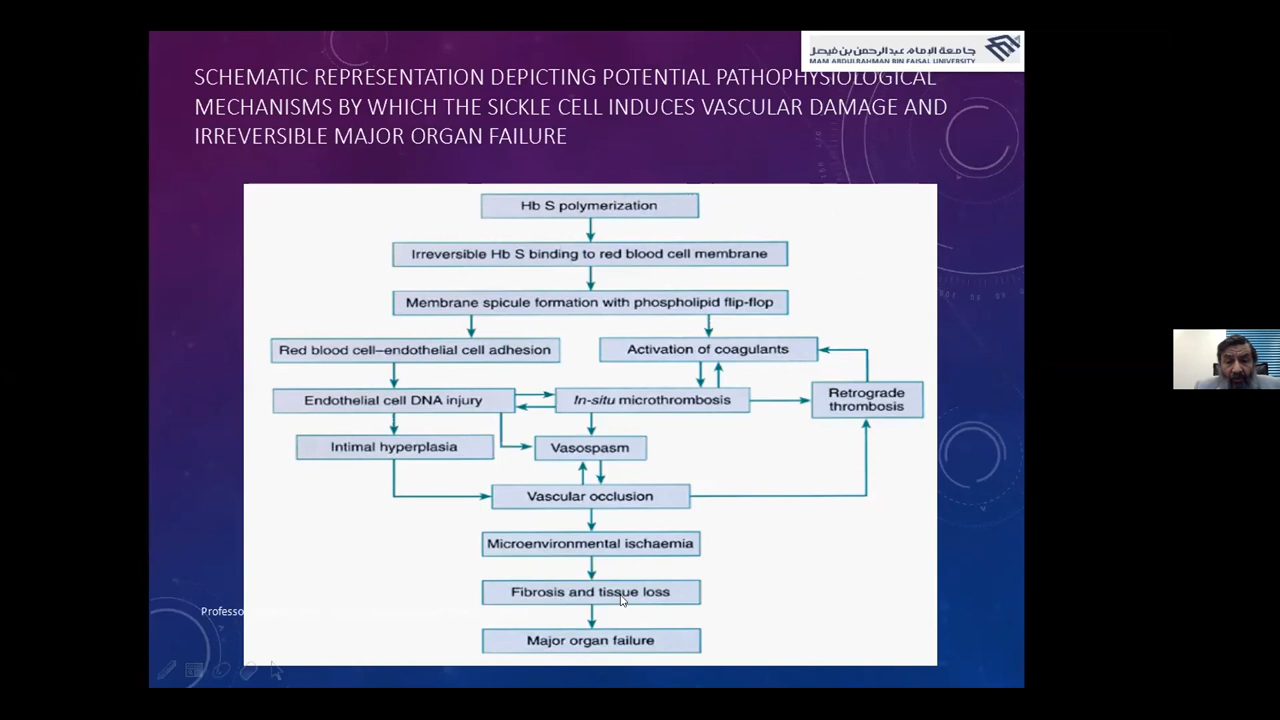 جامعة الإمام عبد الرحمن بن فيصل
MAM ABDULRAHMAN BIN FAISAL UNIVERSITY
SCHEMATIC REPRESENTATION DEPICTING POTENTIAL PATHOPHYSIOLOGICAL
MECHANISMS BY WHICH THE SICKLE CELL INDUCES VASCULAR DAMAGE AND
IRREVERSIBLE MAJOR ORGAN FAILURE
Hb S polymerization
Irreversible Hb S binding to red blood cell membrane
Membrane spicule formation with phospholipid flip-flop
Red blood cell–endothelial cell adhesion
Activation of coagulants
Endothelial cell DNA injury
In-situ microthrombosis
Retrograde
thrombosis
Intimal hyperplasia
Vasospasm
Vascular occlusion
Microenvironmental ischaemia
Fibrosis and tissue loss
Professo
Major organ failure